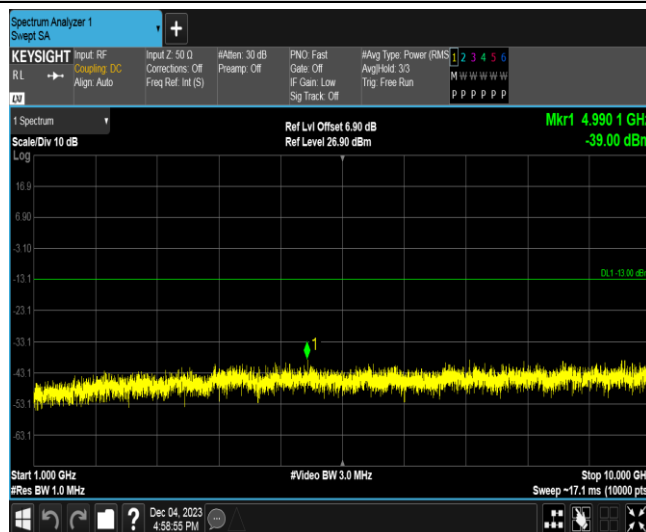 Spectrum Analyzer 1
Swept SA
+
KEYSIGHT
RL
LXI
Input: RF
Coupling: DC
Align: Auto
Input Z: 50 Ω
Corrections: Off
Freq Ref: Int (S)
#Atten: 30 dB
Preamp: Off
PNO: Fast
Gate: Off
IF Gain: Low
Sig Track: Off
#Avg Type: Power (RMS
Avg|Hold: 3/3
Trig: Free Run
1 2 3 4 5 6
M W W W W W
P P P P P P
1 Spectrum
Scale/Div 10 dB
Log
Ref Lvl Offset 6.90 dB
Ref Level 26.90 dBm
Mkr1 4.990 1 GHz
-39.00 dBm
16.9
6.90
-3.10
-13.1
DL1 -13.00 dBm
-23.1
-33.1
1
-43.1
-53.1
-63.1
Start 1.000 GHz
#Res BW 1.0 MHz
#Video BW 3.0 MHz
Stop 10.000 GHz
Sweep ~17.1 ms (10000 pts
?
Dec 04, 2023
4:58:55 PM